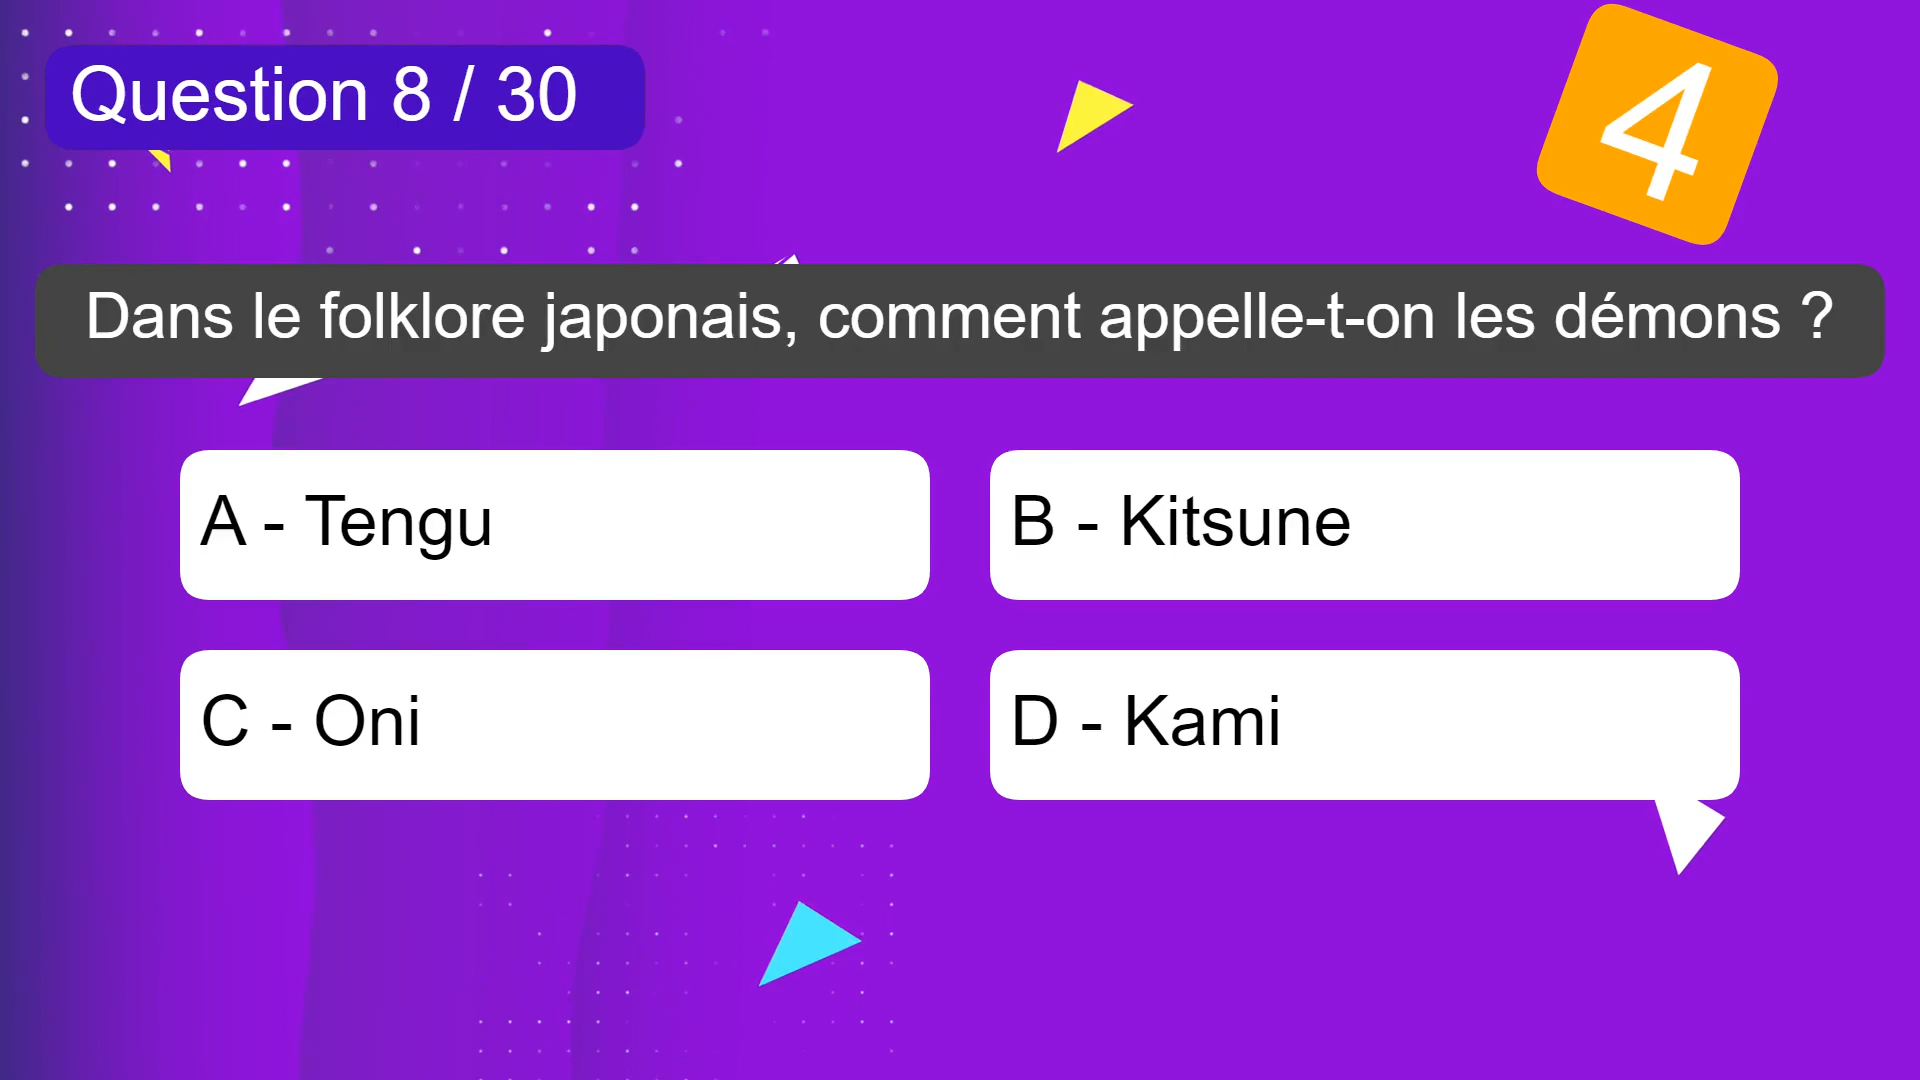 Question 8 / 30
4
Dans le folklore japonais, comment appelle-t-on les démons ?
A - Tengu
B - Kitsune
C - Oni
D - Kami